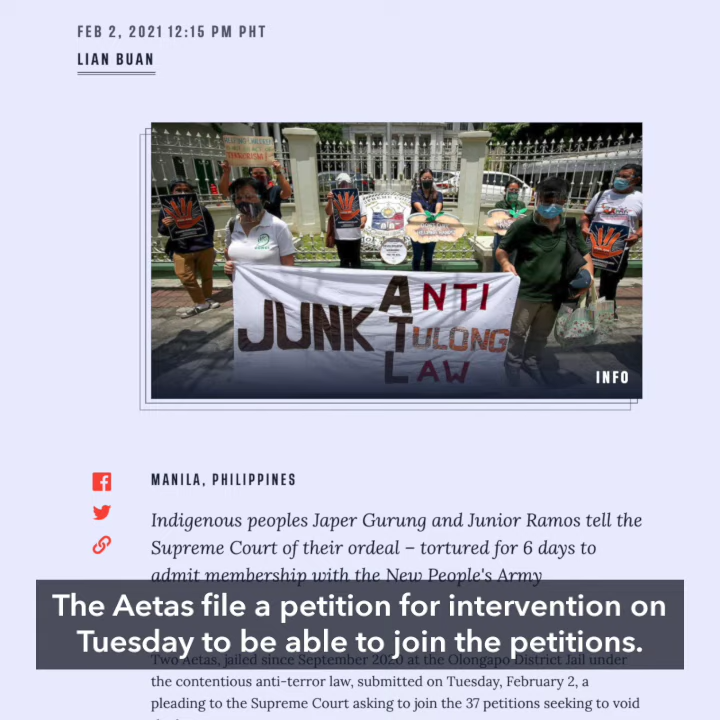 FEB 2, 2021 12:15 PM PHT
LIAN BUAN
JUNK
ANTI
TULONG
LAW
INFO
MANILA, PHILIPPINES
Indigenous peoples Japer Gurung and Junior Ramos tell the
Supreme Court of their ordeal – tortured for 6 days to
admit membership with the New People's Army
The Aetas file a petition for intervention on
Tuesday to be able to join the petitions.
Two Aetas, jailed since September 2020 at the Olongapo District Jail under
the contentious anti-terror law, submitted on Tuesday, February 2, a
pleading to the Supreme Court asking to join the 37 petitions seeking to void